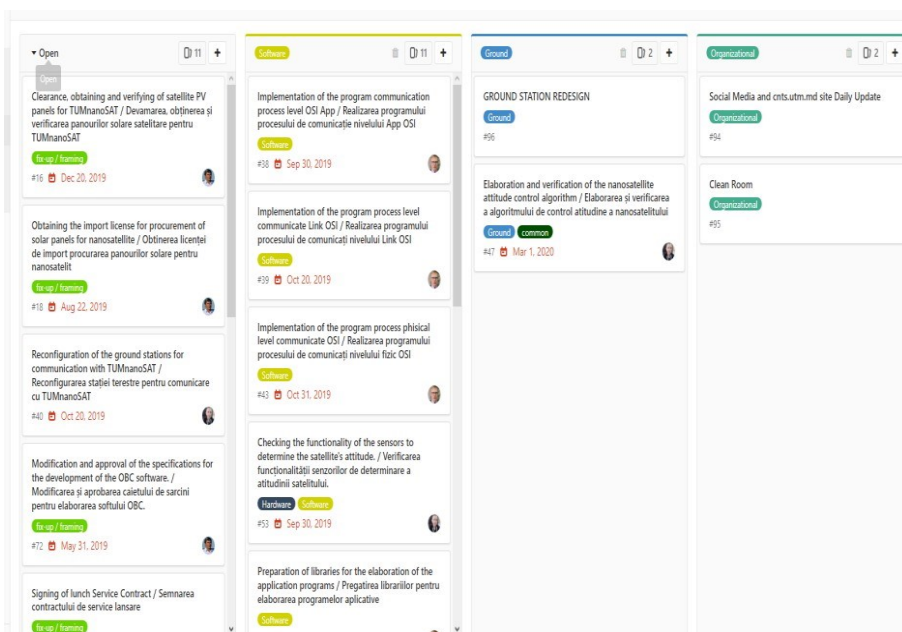 Open
11
Open
Clearance, obtaining and verifying of satellite PV
panels for TUMnanoSAT / Devamarea, obținerea și
verificarea panourilor solare satelitare pentru
TUMnanoSAT
fix-up / framing
#16 Dec 20, 2019
Obtaining the import license for procurement of
solar panels for nanosatellite / Obtinerea licenței
de import procurarea panourilor solare pentru
nanosatelit
fix-up / framing
#18 Aug 22, 2019
Reconfiguration of the ground stations for
communication with TUMnanoSAT /
Reconfigurarea stației terestre pentru comunicare
cu TUMnanoSAT
#40 Oct 20, 2019
Modification and approval of the specifications for
the development of the OBC software. /
Modificarea și aprobarea caietului de sarcini
pentru elaborarea softului OBC.
fix-up / framing
#72 May 31, 2019
Signing of lunch Service Contract / Semnarea
contractului de service lansare
fix-up / framing
Software
11
Implementation of the program communication
process level OSI App / Realizarea programului
procesului de comunicație nivelului App OSI
Software
#38 Sep 30, 2019
Implementation of the program process level
communicate Link OSI / Realizarea programului
procesului de comunicați nivelului Link OSI
Software
#39 Oct 20, 2019
Implementation of the program process phisical
level communicate OSI / Realizarea programului
procesului de comunicați nivelului fizic OSI
Software
#43 Oct 31, 2019
Checking the functionality of the sensors to
determine the satellite's attitude. / Verificarea
funcționalității senzorilor de determinare a
atitudinii satelitului.
Hardware Software
#53 Sep 30, 2019
Preparation of libraries for the elaboration of the
application programs / Pregatirea librariilor pentru
elaborarea programelor aplicative
Software
Ground
2
GROUND STATION REDESIGN
Ground
#96
Elaboration and verification of the nanosatellite
attitude control algorithm / Elaborarea și verificarea
a algoritmului de control atitudine a nanosatelitului
Ground common
#47 Mar 1, 2020
Organizational
2
Social Media and cnts.utm.md site Daily Update
Organizational
#94
Clean Room
Organizational
#95